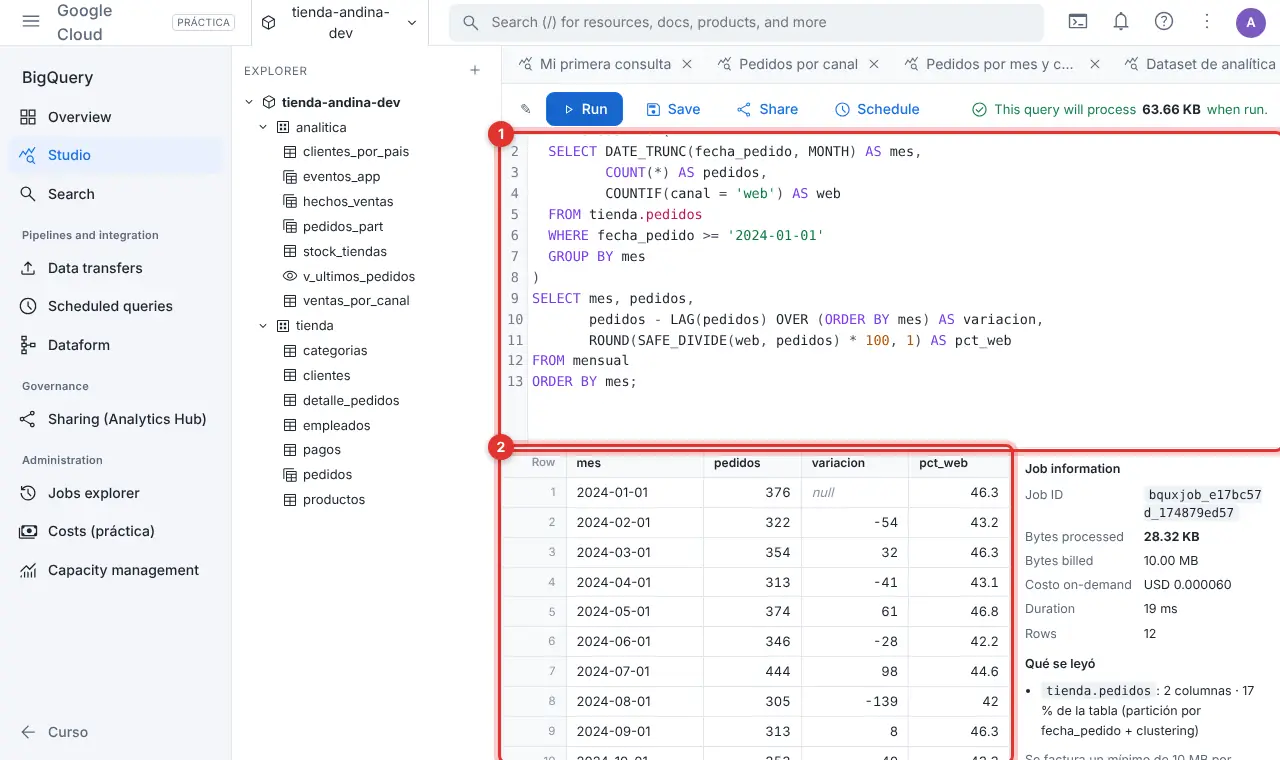 Google Cloud
PRÁCTICA
tienda-andina-dev
Search (/) for resources, docs, products, and more
A
BigQuery
Overview
Studio
Search
Pipelines and integration
Data transfers
Scheduled queries
Dataform
Governance
Sharing (Analytics Hub)
Administration
Jobs explorer
Costs (práctica)
Capacity management
Curso
EXPLORER
tienda-andina-dev
analitica
clientes_por_pais
eventos_app
hechos_ventas
pedidos_part
stock_tiendas
v_ultimos_pedidos
ventas_por_canal
tienda
categorias
clientes
detalle_pedidos
empleados
pagos
pedidos
productos
Mi primera consulta
Pedidos por canal
Pedidos por mes y c...
Dataset de analítica
Run
Save
Share
Schedule
This query will process 63.66 KB when run.
1
2 SELECT DATE_TRUNC(fecha_pedido, MONTH) AS mes,
3 COUNT(*) AS pedidos,
4 COUNTIF(canal = 'web') AS web
5 FROM tienda.pedidos
6 WHERE fecha_pedido >= '2024-01-01'
7 GROUP BY mes
8 )
9 SELECT mes, pedidos,
10 pedidos - LAG(pedidos) OVER (ORDER BY mes) AS variacion,
11 ROUND(SAFE_DIVIDE(web, pedidos) * 100, 1) AS pct_web
12 FROM mensual
13 ORDER BY mes;
2
Row mes pedidos variacion pct_web
1 2024-01-01 376 null 46.3
2 2024-02-01 322 -54 43.2
3 2024-03-01 354 32 46.3
4 2024-04-01 313 -41 43.1
5 2024-05-01 374 61 46.8
6 2024-06-01 346 -28 42.2
7 2024-07-01 444 98 44.6
8 2024-08-01 305 -139 42
9 2024-09-01 313 8 46.3
Job information
Job ID bquxjob_e17bc57
d_174879ed57
Bytes processed 28.32 KB
Bytes billed 10.00 MB
Costo on-demand USD 0.000060
Duration 19 ms
Rows 12
Qué se leyó
• tienda.pedidos : 2 columnas · 17
% de la tabla (partición por
fecha_pedido + clustering)
Se factura un mínimo de 10 MB por